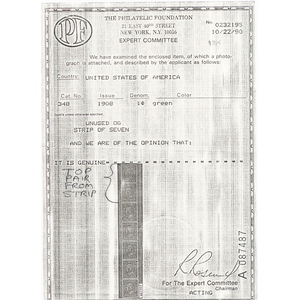 PF
THE PHILATELIC FOUNDATION
21 EAST 40th STREET
NEW YORK, N.Y. 10016
EXPERT COMMITTEE
No. 0232195
10/22/90
We have examined the enclosed item, of which a photo-
graph is attached, and described by the applicant as follows:
Country: UNITED STATES OF AMERICA
Cat. No. Issue Denom. Color
348 1908 1¢ green
UNUSED OG
STRIP OF SEVEN
AND WE ARE OF THE OPINION THAT:
IT IS GENUINE
TOP
PAIR
FROM
STRIP
A 087487
For The Expert Committee
Chairman
ACTING